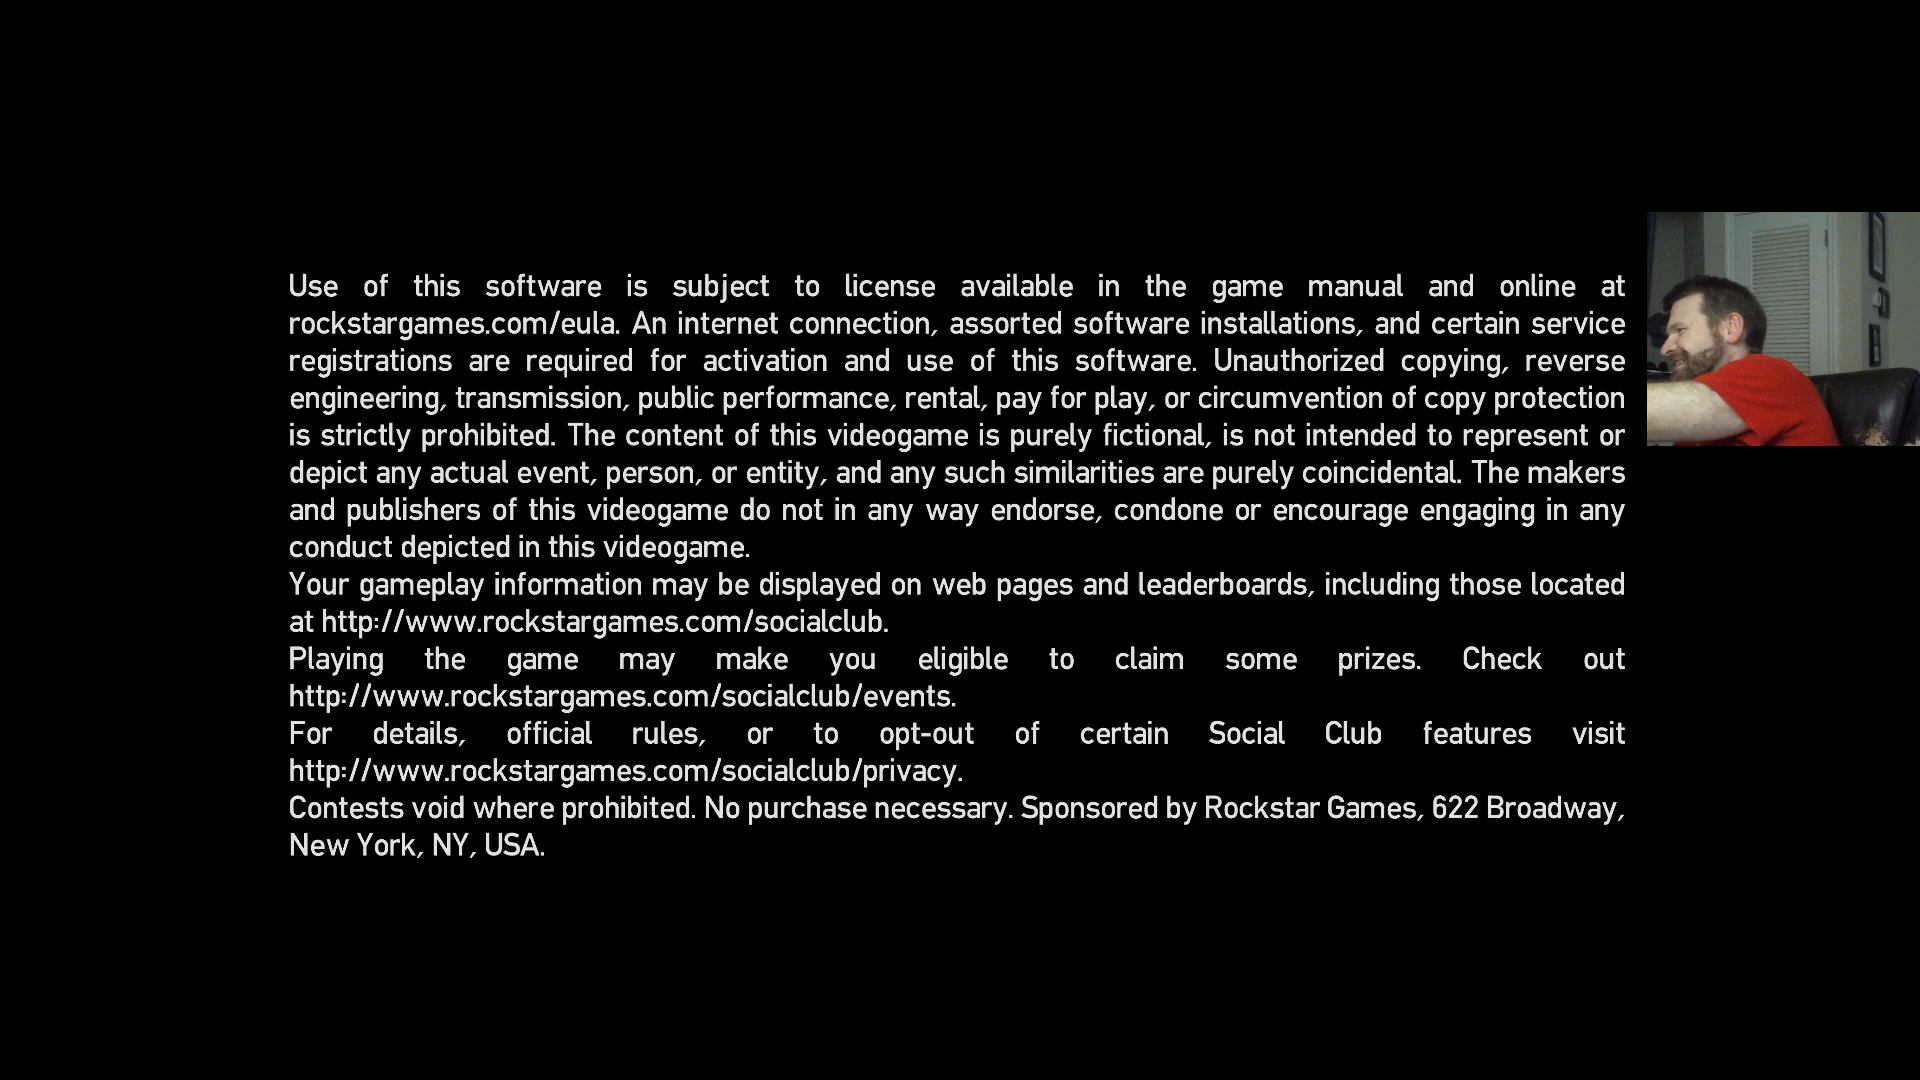 Use of this software is subject to license available in the game manual and online at
rockstargames.com/eula. An internet connection, assorted software installations, and certain service
registrations are required for activation and use of this software. Unauthorized copying, reverse
engineering, transmission, public performance, rental, pay for play, or circumvention of copy protection
is strictly prohibited. The content of this videogame is purely fictional, is not intended to represent or
depict any actual event, person, or entity, and any such similarities are purely coincidental. The makers
and publishers of this videogame do not in any way endorse, condone or encourage engaging in any
conduct depicted in this videogame.
Your gameplay information may be displayed on web pages and leaderboards, including those located
at http://www.rockstargames.com/socialclub.
Playing the game may make you eligible to claim some prizes. Check out
http://www.rockstargames.com/socialclub/events.
For details, official rules, or to opt-out of certain Social Club features visit
http://www.rockstargames.com/socialclub/privacy.
Contests void where prohibited. No purchase necessary. Sponsored by Rockstar Games, 622 Broadway,
New York, NY, USA.